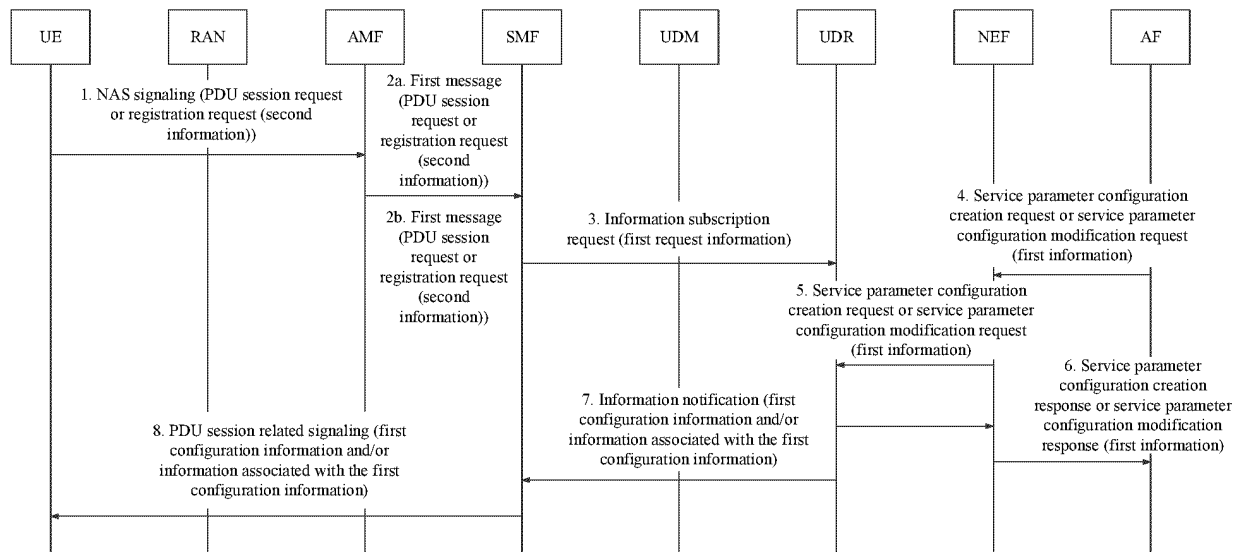 UE
RAN
AMF
SMF
UDM
UDR
NEF
AF
1. NAS signaling (PDU session request
or registration request (second
information))
2a. First message
(PDU session
request or
registration request
(second
information))
2b. First message
(PDU session
request or
registration request
(second
information))
3. Information subscription
request (first request information)
4. Service parameter configuration
creation request or service parameter
configuration modification request
(first information)
5. Service parameter configuration
creation request or service parameter
configuration modification request
(first information)
6. Service parameter
configuration creation
response or service parameter
configuration modification
response (first information)
7. Information notification (first
configuration information and/or
information associated with the first
configuration information)
8. PDU session related signaling (first
configuration information and/or
information associated with the first
configuration information)